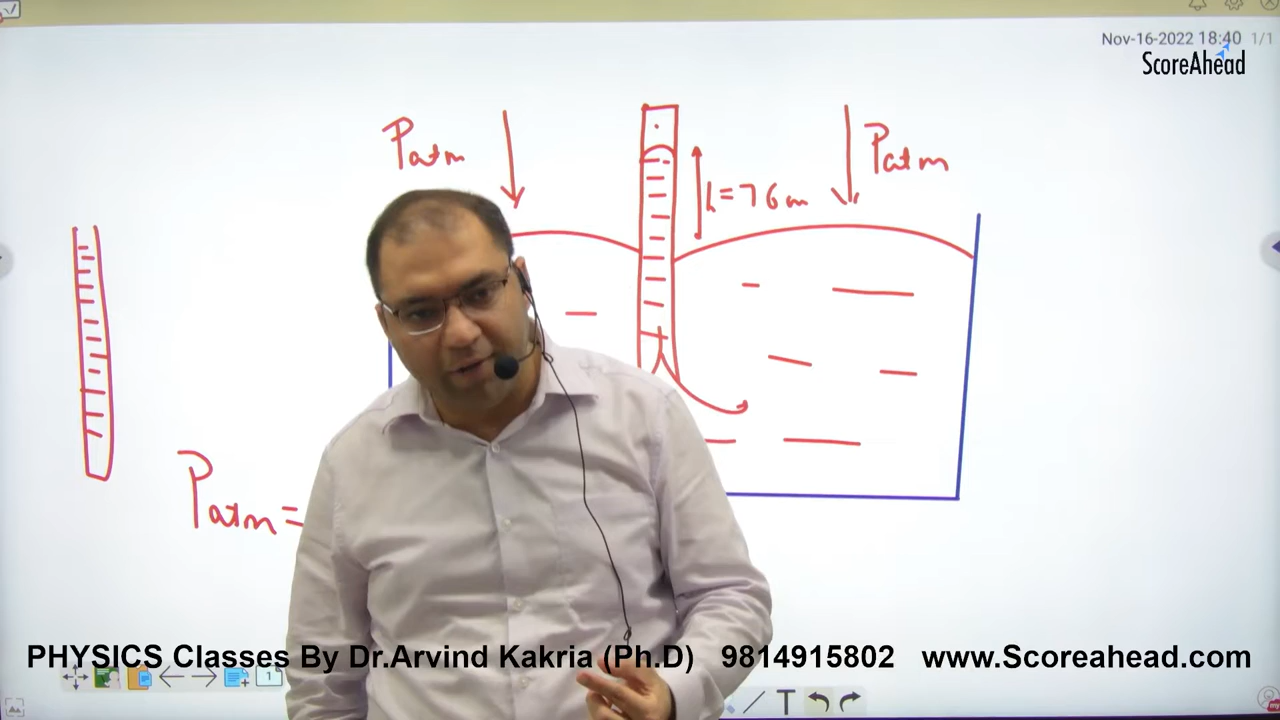 Nov-16-2022 18:40 1/1
ScoreAhead
Patm
Patm
h=76cm
Patm =
PHYSICS Classes By Dr.Arvind Kakria (Ph.D) 9814915802 www.Scoreahead.com
1
T